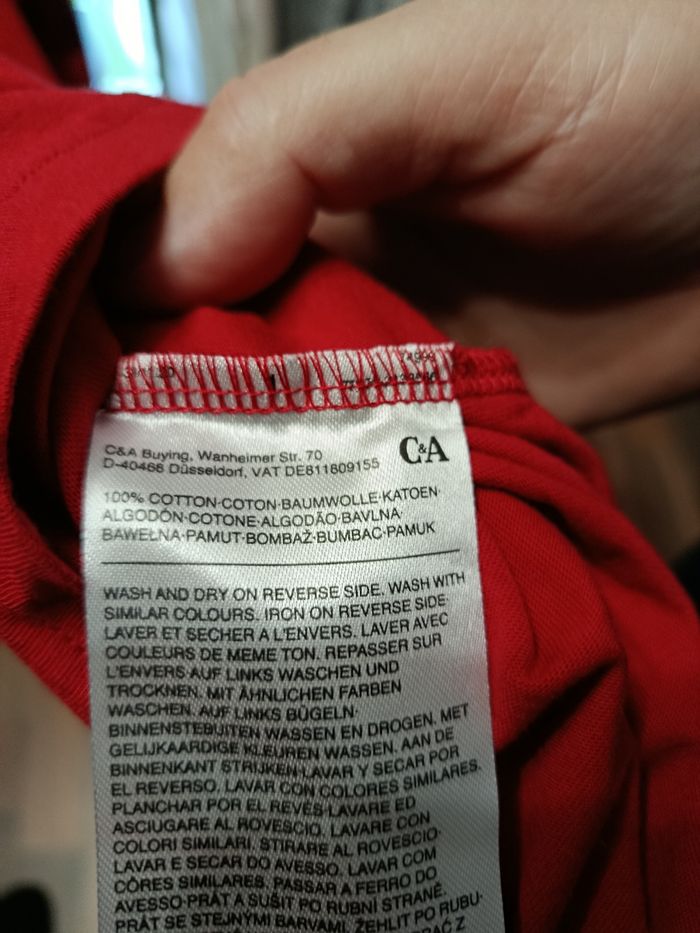 C&A Buying, Wanheimer Str. 70
D-40468 Düsseldorf, VAT DE811809155
C&A
100% COTTON·COTON·BAUMWOLLE·KATOEN·
ALGODÓN·COTONE·ALGODÃO·BAVLNA·
BAWEŁNA·PAMUT·BOMBAŽ·BUMBAC·PAMUK
WASH AND DRY ON REVERSE SIDE. WASH WITH
SIMILAR COLOURS. IRON ON REVERSE SIDE·
LAVER ET SECHER A L'ENVERS. LAVER AVEC
COULEURS DE MEME TON. REPASSER SUR
L'ENVERS·AUF LINKS WASCHEN UND
TROCKNEN. MIT ÄHNLICHEN FARBEN
WASCHEN. AUF LINKS BÜGELN·
BINNENSTEBUITEN WASSEN EN DROGEN. MET
GELIJKAARDIGE KLEUREN WASSEN. AAN DE
BINNENKANT STRIJKEN·LAVAR Y SECAR POR
EL REVERSO. LAVAR CON COLORES SIMILARES.
PLANCHAR POR EL REVÉS·LAVARE ED
ASCIUGARE AL ROVESCIO. LAVARE CON
COLORI SIMILARI. STIRARE AL ROVESCIO·
LAVAR E SECAR DO AVESSO. LAVAR COM
CÔRES SIMILARES. PASSAR A FERRO DO
AVESSO·PRÁT A SUŠIT PO RUBNÍ STRANĚ.
PRÁT SE STEJNÝMI BARVAMI. ŽEHLIT PO RUBU·